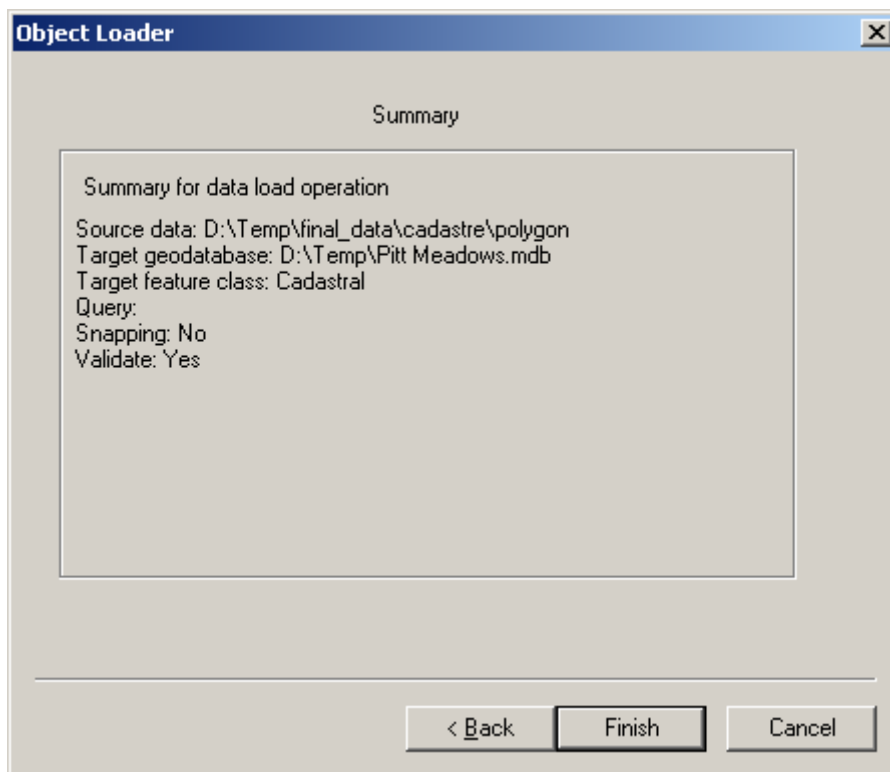 Object Loader
Summary
Summary for data load operation
Source data: D:\Temp\final_data\cadastre\polygon
Target geodatabase: D:\Temp\Pitt Meadows.mdb
Target feature class: Cadastral
Query:
Snapping: No
Validate: Yes
< Back Finish Cancel